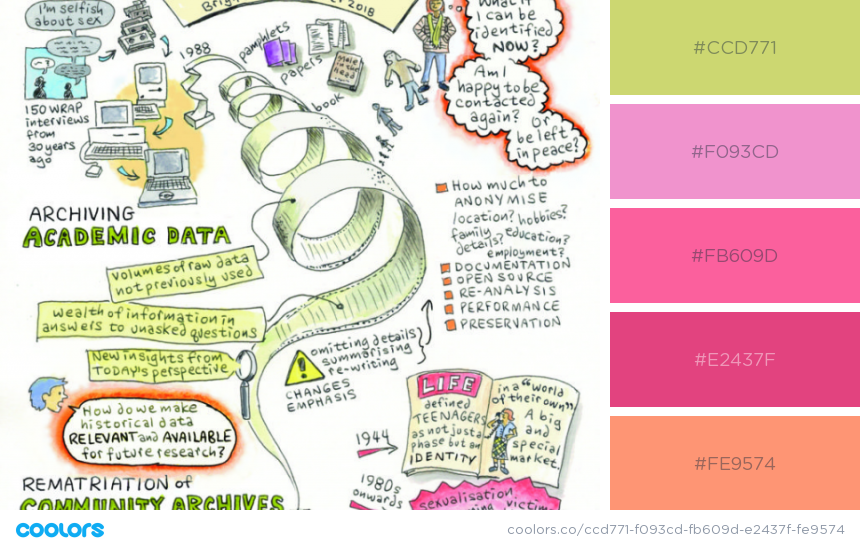 I'm selfish
about sex
150 WRAP
interviews
from
30 years
ago
1988
2018
pamphlets
papers
book
What if
I can be
identified
NOW?
Am I
happy to be
contacted
again?
Or
be left
in peace?
ARCHIVING
ACADEMIC DATA
volumes of raw data
not previously used
wealth of information in
answers to unasked questions
New insights from
TODAY's perspective
How do we make
historical data
RELEVANT and AVAILABLE
for future research?
REMATRIATION of
COMMUNITY ARCHIVES
How much to
ANONYMISE
location? hobbies?
family details? education?
employment?
DOCUMENTATION
OPEN SOURCE
RE-ANALYSIS
PERFORMANCE
PRESERVATION
omitting details
summarising
re-writing
CHANGES
EMPHASIS
LIFE
defined
TEENAGERS
as not just a
phase but an
IDENTITY
in a "world
of their own"
A big
and
special
market.
1944
1980s
onwards
sexualisation
#CCD771
#F093CD
#FB609D
#E2437F
#FE9574
coolors
coolors.co/ccd771-f093cd-fb609d-e2437f-fe9574